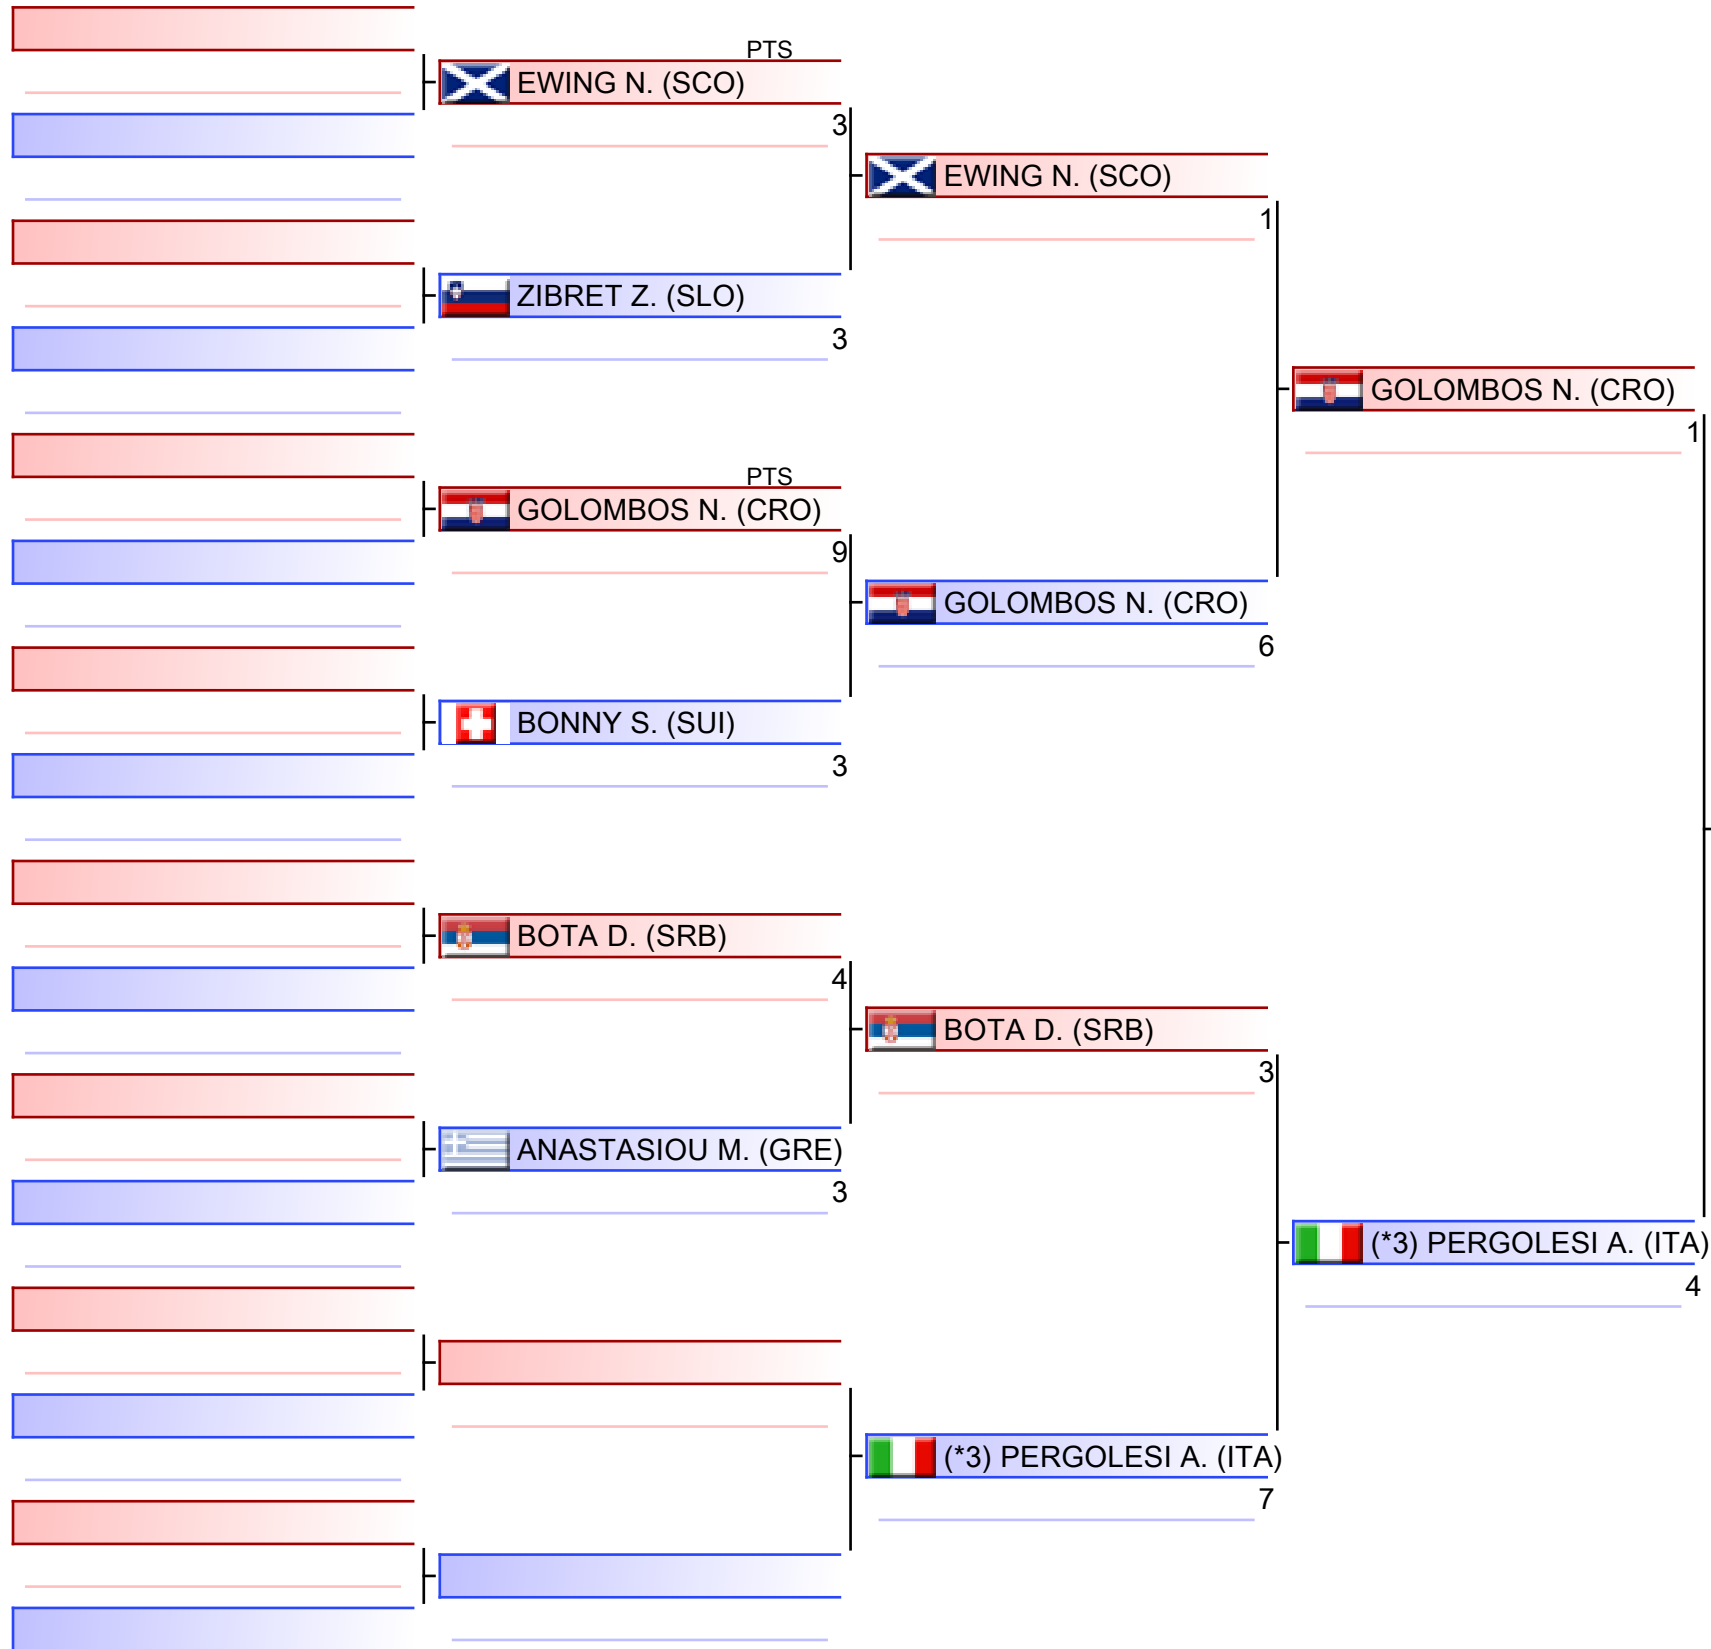 PTS
EWING N. (SCO)
3
EWING N. (SCO)
1
ZIBRET Z. (SLO)
3
GOLOMBOS N. (CRO)
1
PTS
GOLOMBOS N. (CRO)
9
GOLOMBOS N. (CRO)
6
BONNY S. (SUI)
3
BOTA D. (SRB)
4
BOTA D. (SRB)
3
ANASTASIOU M. (GRE)
3
(*3) PERGOLESI A. (ITA)
4
(*3) PERGOLESI A. (ITA)
7